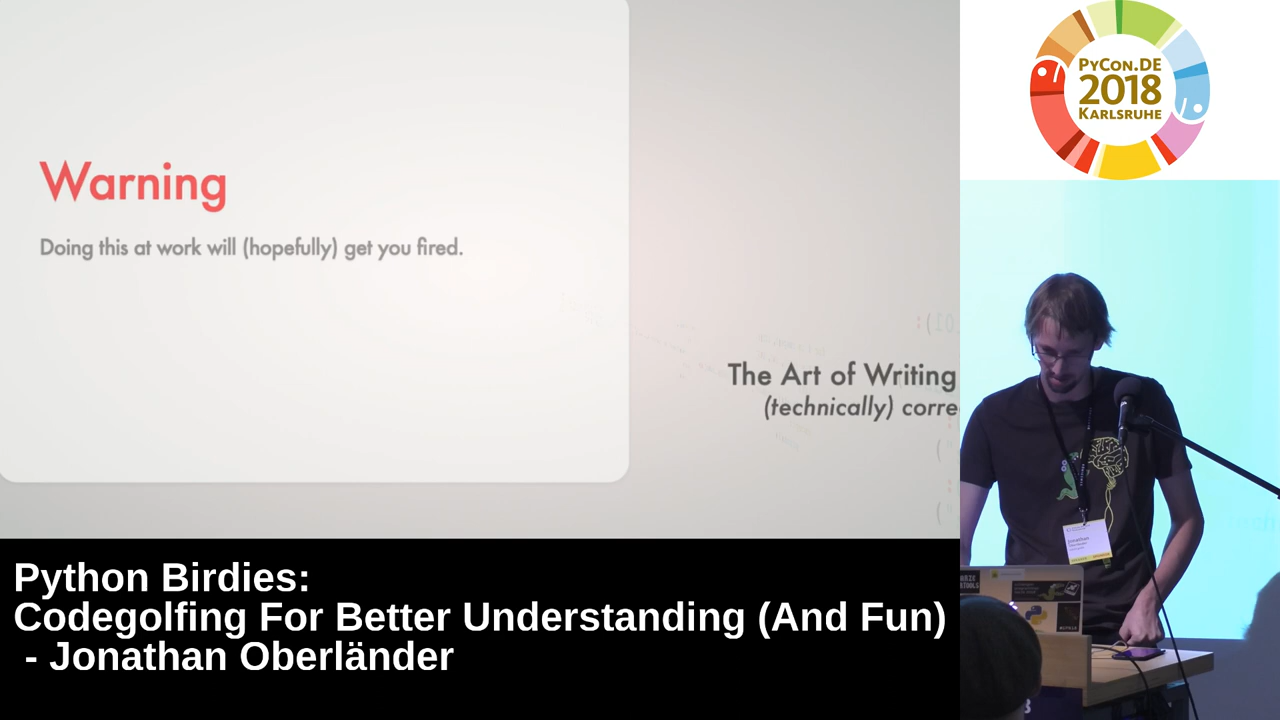 Warning
Doing this at work will (hopefully) get you fired.
The Art of Writing
(technically) corre
Python Birdies:
Codegolfing For Better Understanding (And Fun)
- Jonathan Oberländer
PyCon.DE
2018
Karlsruhe
Jonathan